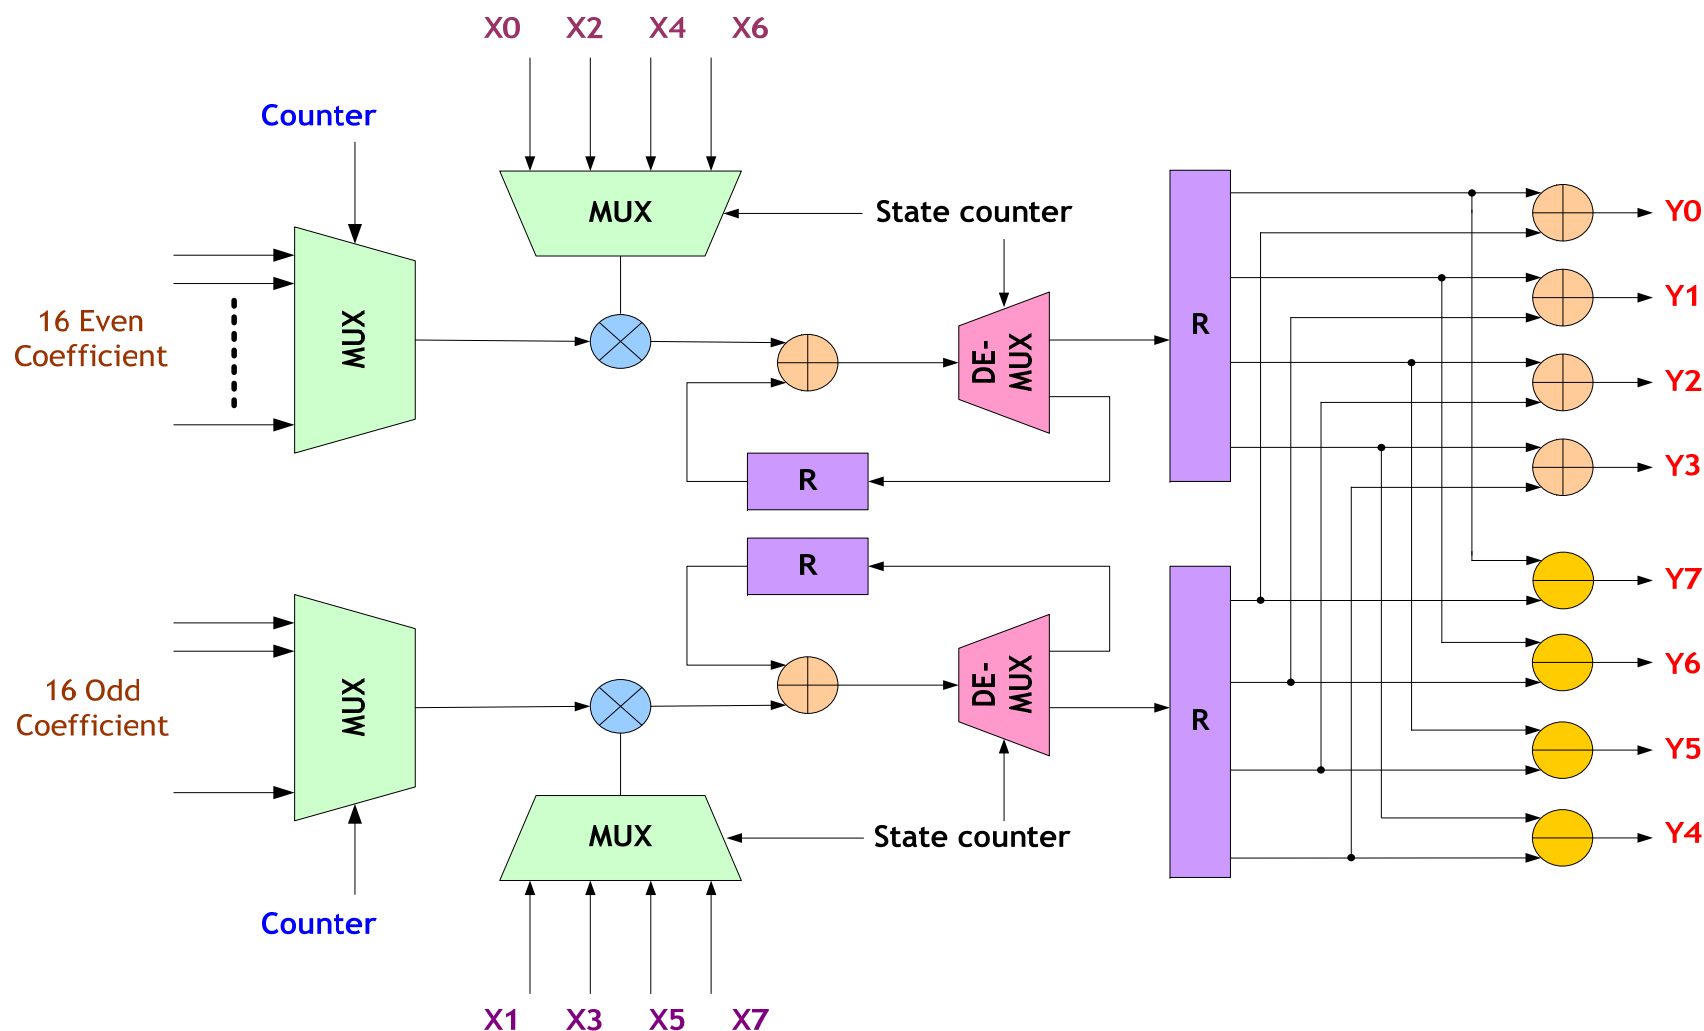 X0 X2 X4 X6
Counter
MUX
State counter
16 Even
Coefficient
MUX
DE-
MUX
R
R
Y0
Y1
Y2
Y3
R
16 Odd
Coefficient
MUX
DE-
MUX
R
Y7
Y6
Y5
Y4
MUX
State counter
Counter
X1 X3 X5 X7